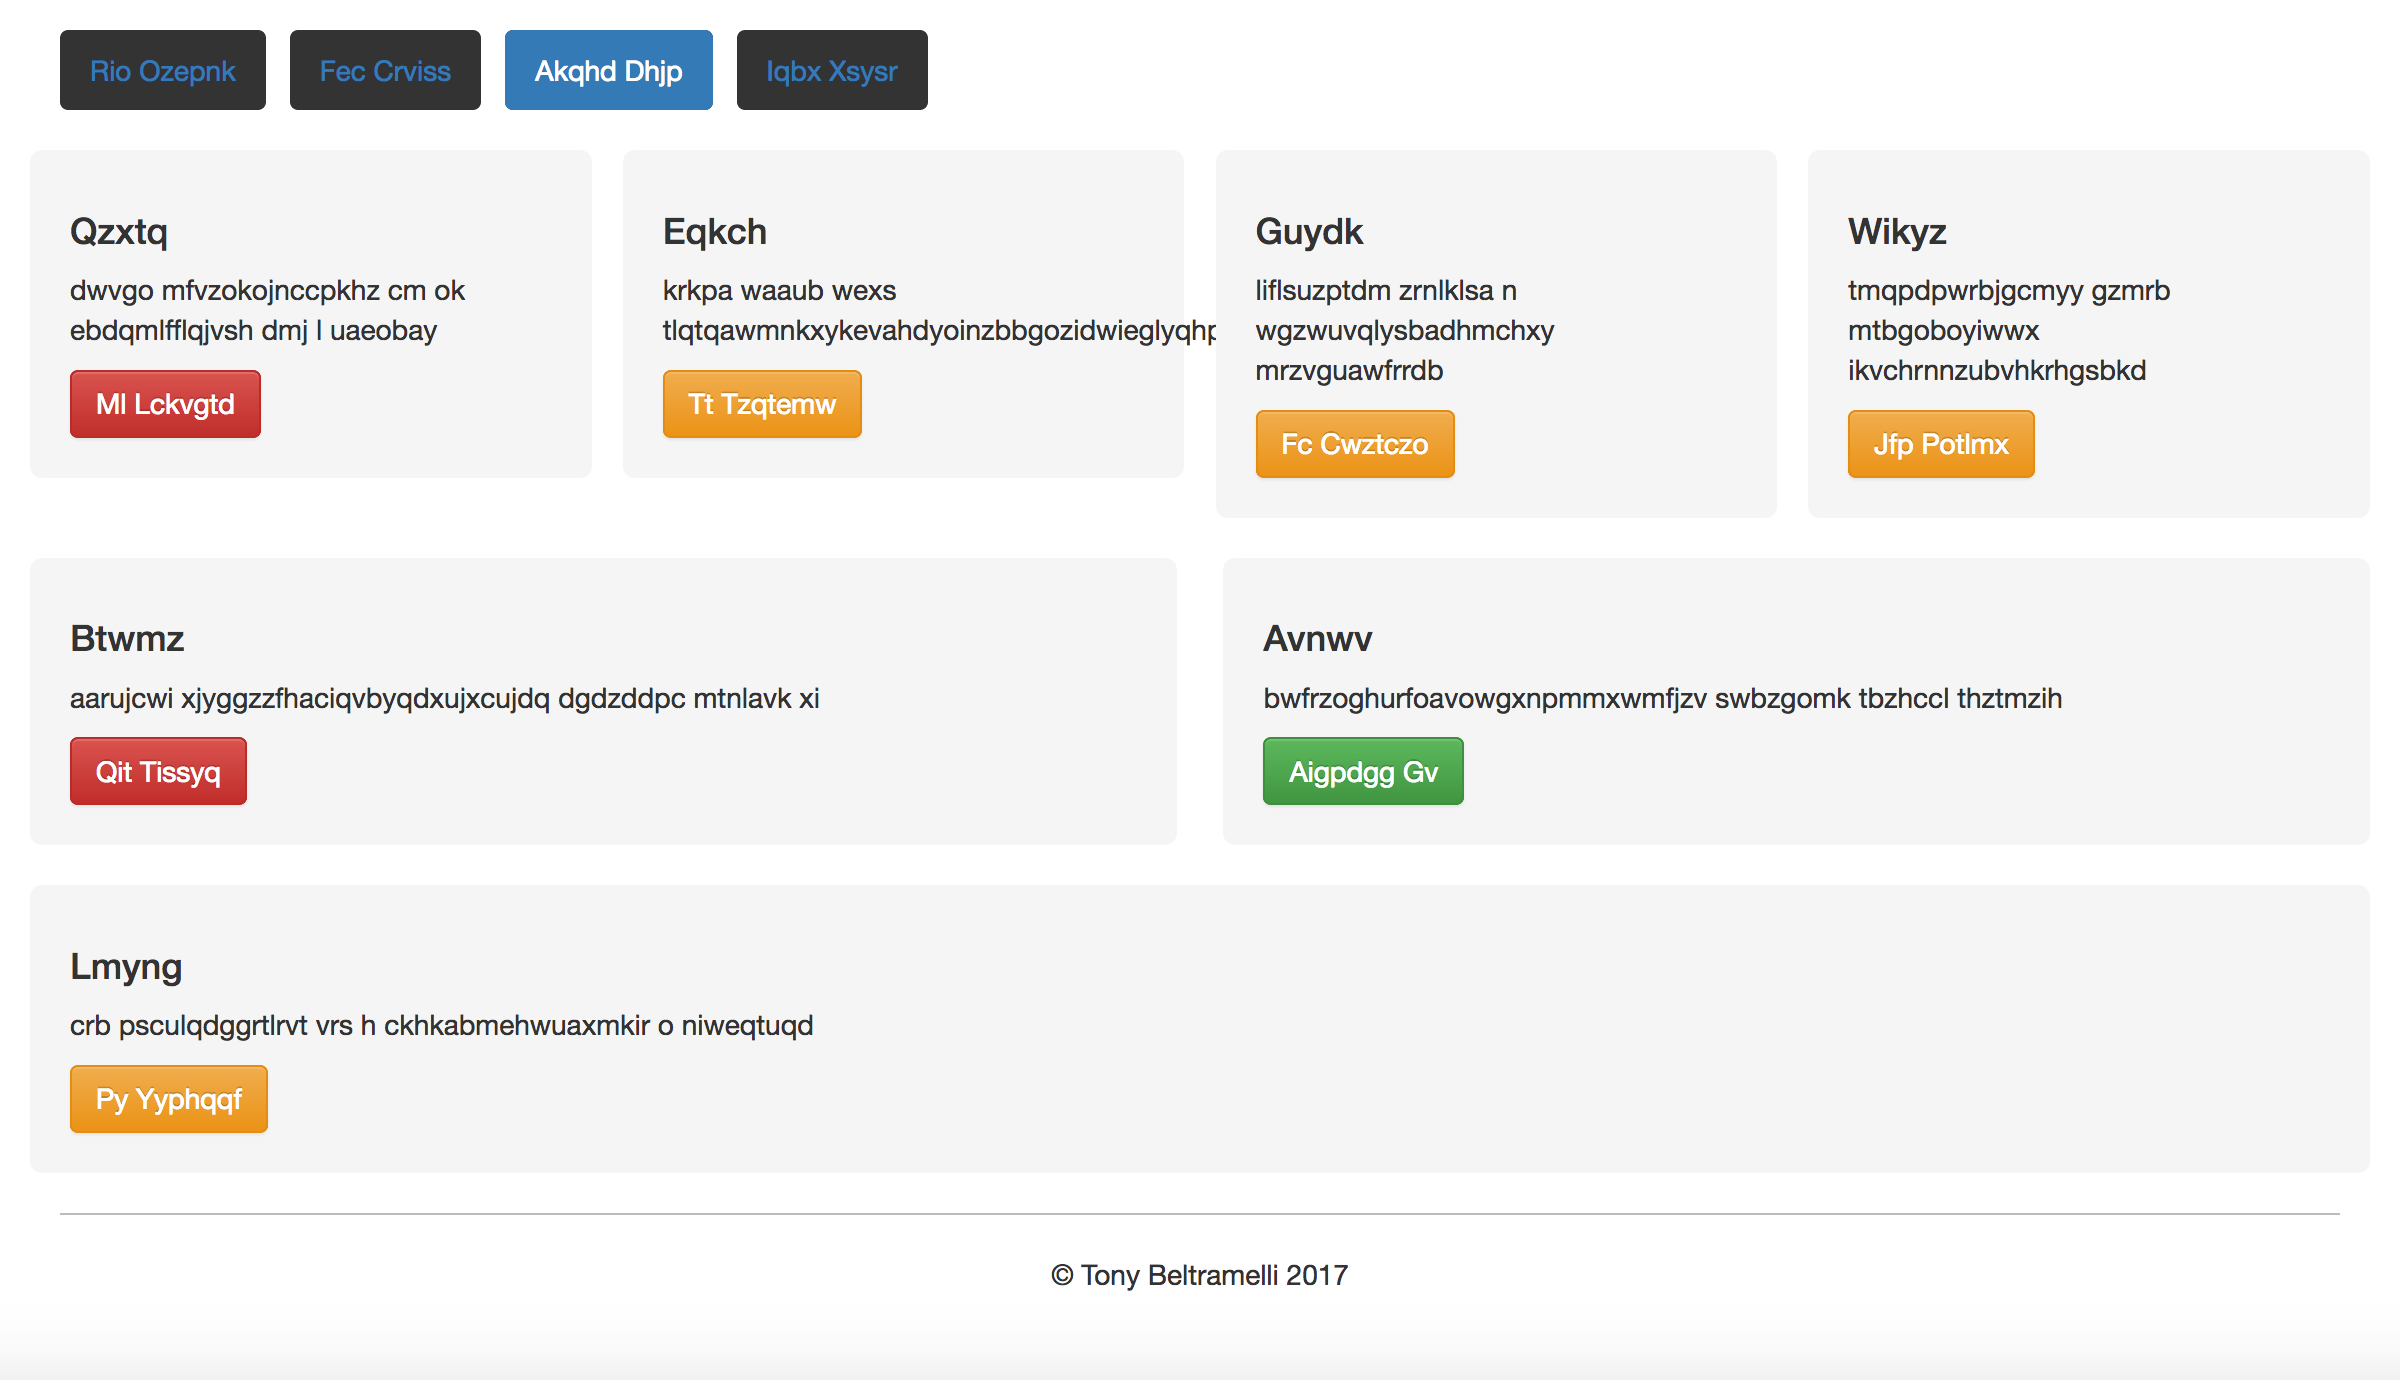 Rio Ozepnk
Fec Crviss
Akqhd Dhjp
Iqbx Xsysr
Qzxtq
dwvgo mfvzokojnccpkhz cm ok
ebdqmlfflqjvsh dmj l uaeobay
Ml Lckvgtd
Eqkch
krkpa waaub wexs
tlqtqawmnkxykevahdyoinzbbgozidwieglyqhp
Tt Tzqtemw
Guydk
liflsuzptdm zrnlklsa n
wgzwuvqlysbadhmchxy
mrzvguawfrrdb
Fc Cwztczo
Wikyz
tmqpdpwrbjgcmyy gzmrb
mtbgoboyiwwx
ikvchrnnzubvhkrhgsbkd
Jfp Potlmx
Btwmz
aarujcwi xjyggzzfhaciqvbyqdxujxcujdq dgdzddpc mtnlavk xi
Qit Tissyq
Avnwv
bwfrzoghurfoavowgxnpmmxwmfjzv swbzgomk tbzhccl thztmzih
Aigpdgg Gv
Lmyng
crb psculqdggrtlrvt vrs h ckhkabmehwuaxmkir o niweqtuqd
Py Yyphqqf
© Tony Beltramelli 2017